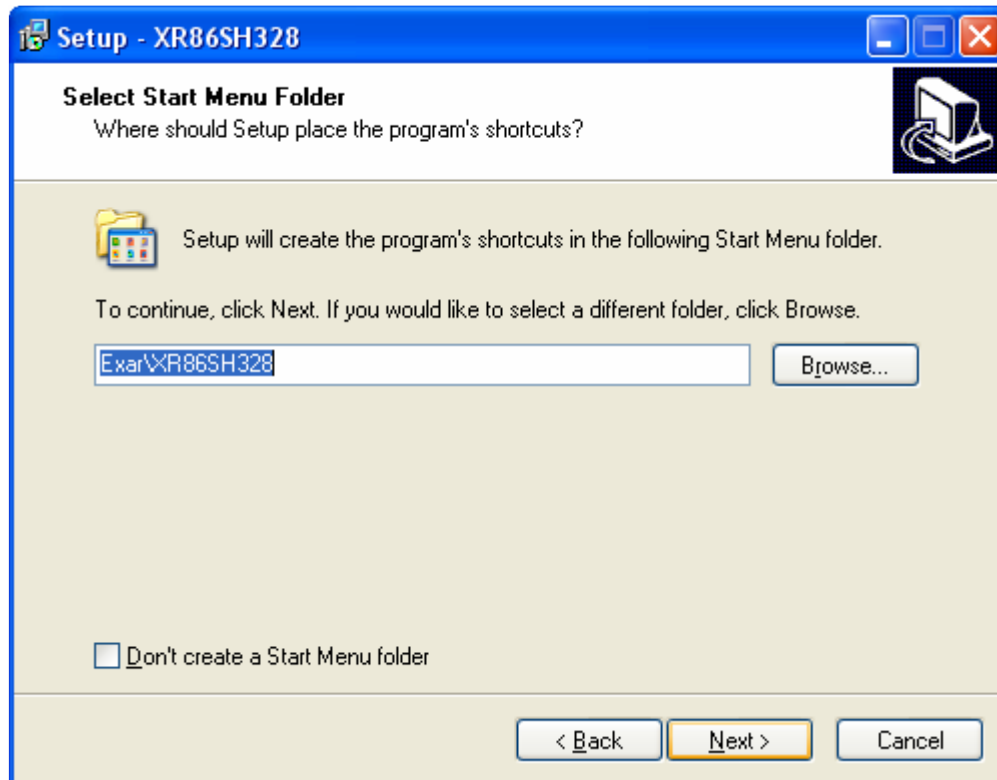 Setup - XR86SH328
Select Start Menu Folder
Where should Setup place the program's shortcuts?
Setup will create the program's shortcuts in the following Start Menu folder.
To continue, click Next. If you would like to select a different folder, click Browse.
Exar\XR86SH328
Browse...
Don't create a Start Menu folder
< Back
Next >
Cancel